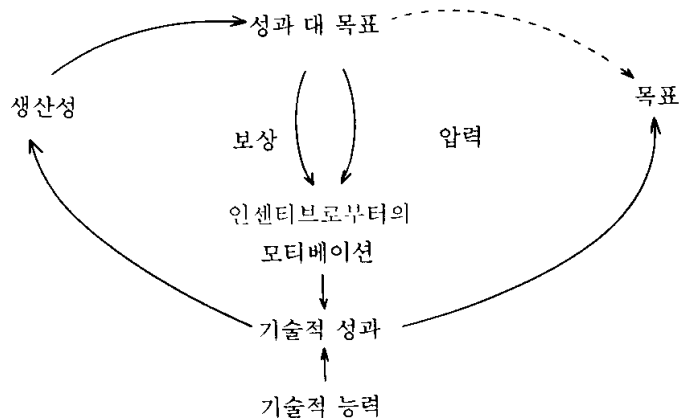 성과 대 목표
생산성
목표
보상
압력
인센티브로부터의
모티베이션
기술적 성과
기술적 능력